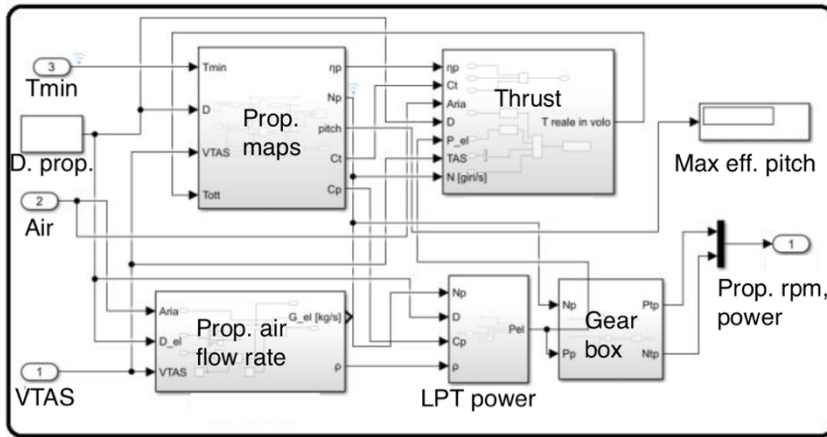 3
Tmin
D. prop.
2
Air
1
VTAS
Tmin
D
VTAS
Tott
Prop.
maps
ηp
Np
pitch
Ct
Cp
ηp
Ct
Aria
D
P_el
TAS
N [giri/s]
Thrust
T reale in volo
Max eff. pitch
Aria
D_el
VTAS
Prop. air
flow rate
G_el [kg/s]
ρ
Np
D
Cp
ρ
Pel
LPT power
Np
Pp
Gear
box
Ptp
Ntp
1
Prop. rpm,
power